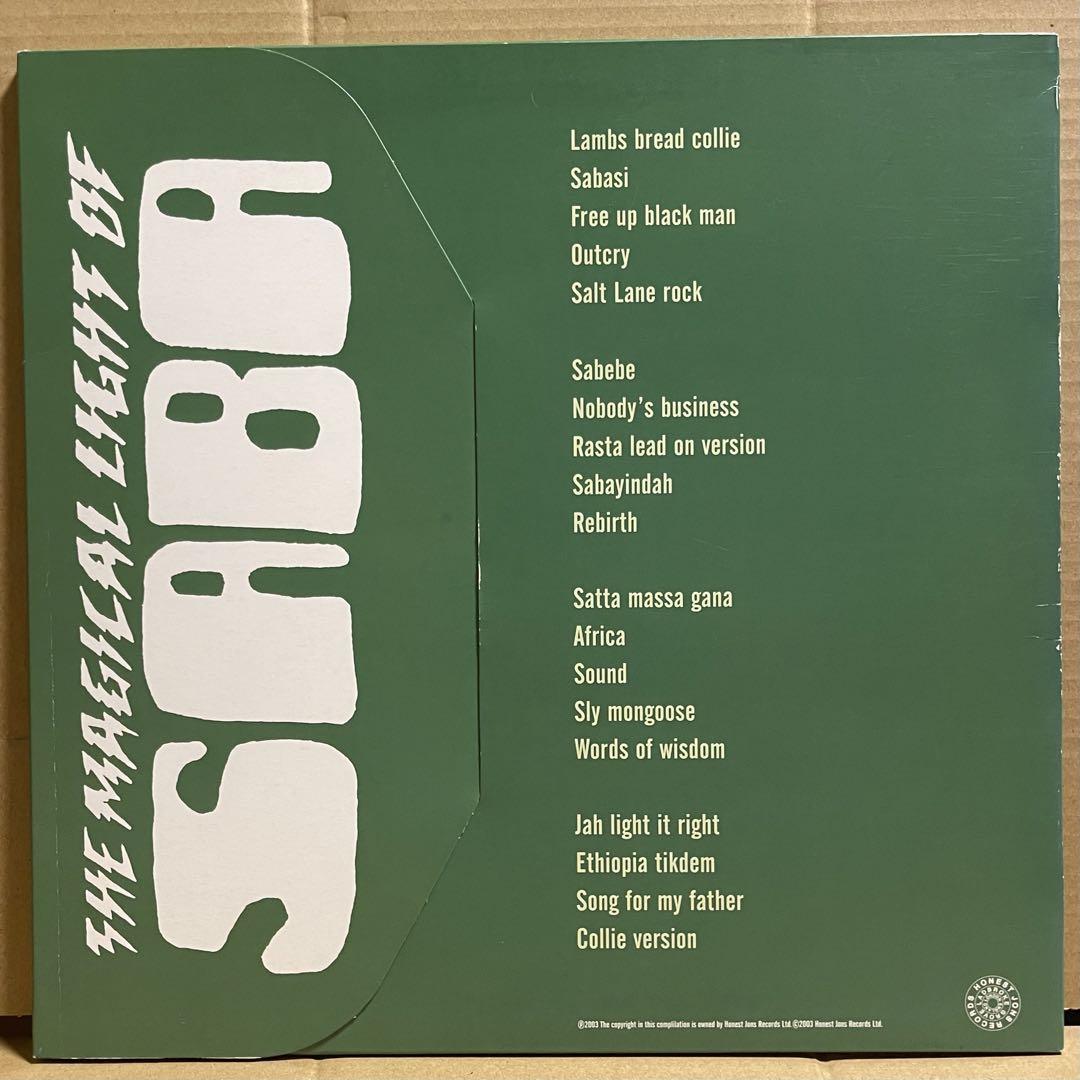 THE MAGICAL LIGHT OF
SABA
Lambs bread collie
Sabasi
Free up black man
Outcry
Salt Lane rock
Sabebe
Nobody's business
Rasta lead on version
Sabayindah
Rebirth
Satta massa gana
Africa
Sound
Sly mongoose
Words of wisdom
Jah light it right
Ethiopia tikdem
Song for my father
Collie version
℗2003 The copyright in this compilation is owned by Honest Jons Records Ltd. ©2003 Honest Jons Records Ltd.
HONEST JONS RECORDS
LADBROKE GROVE